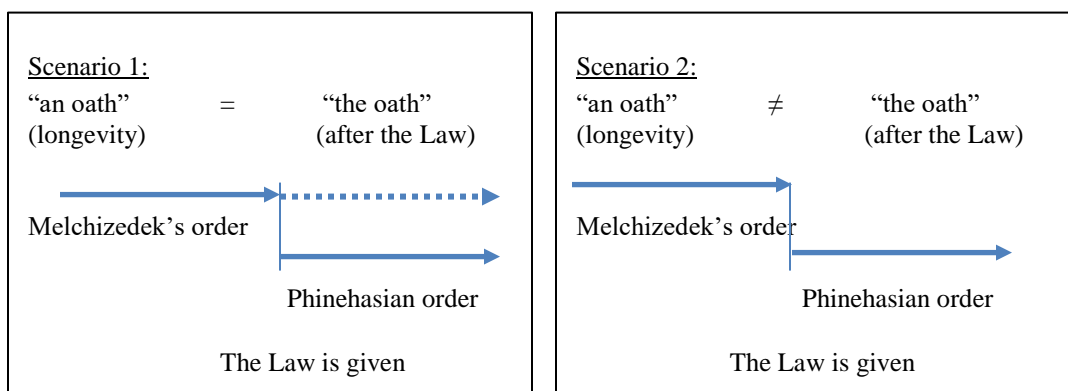 Scenario 1:
“an oath” = “the oath”
(longevity) (after the Law)
Melchizedek’s order
Phinehasian order
The Law is given
Scenario 2:
“an oath” ≠ “the oath”
(longevity) (after the Law)
Melchizedek’s order
Phinehasian order
The Law is given